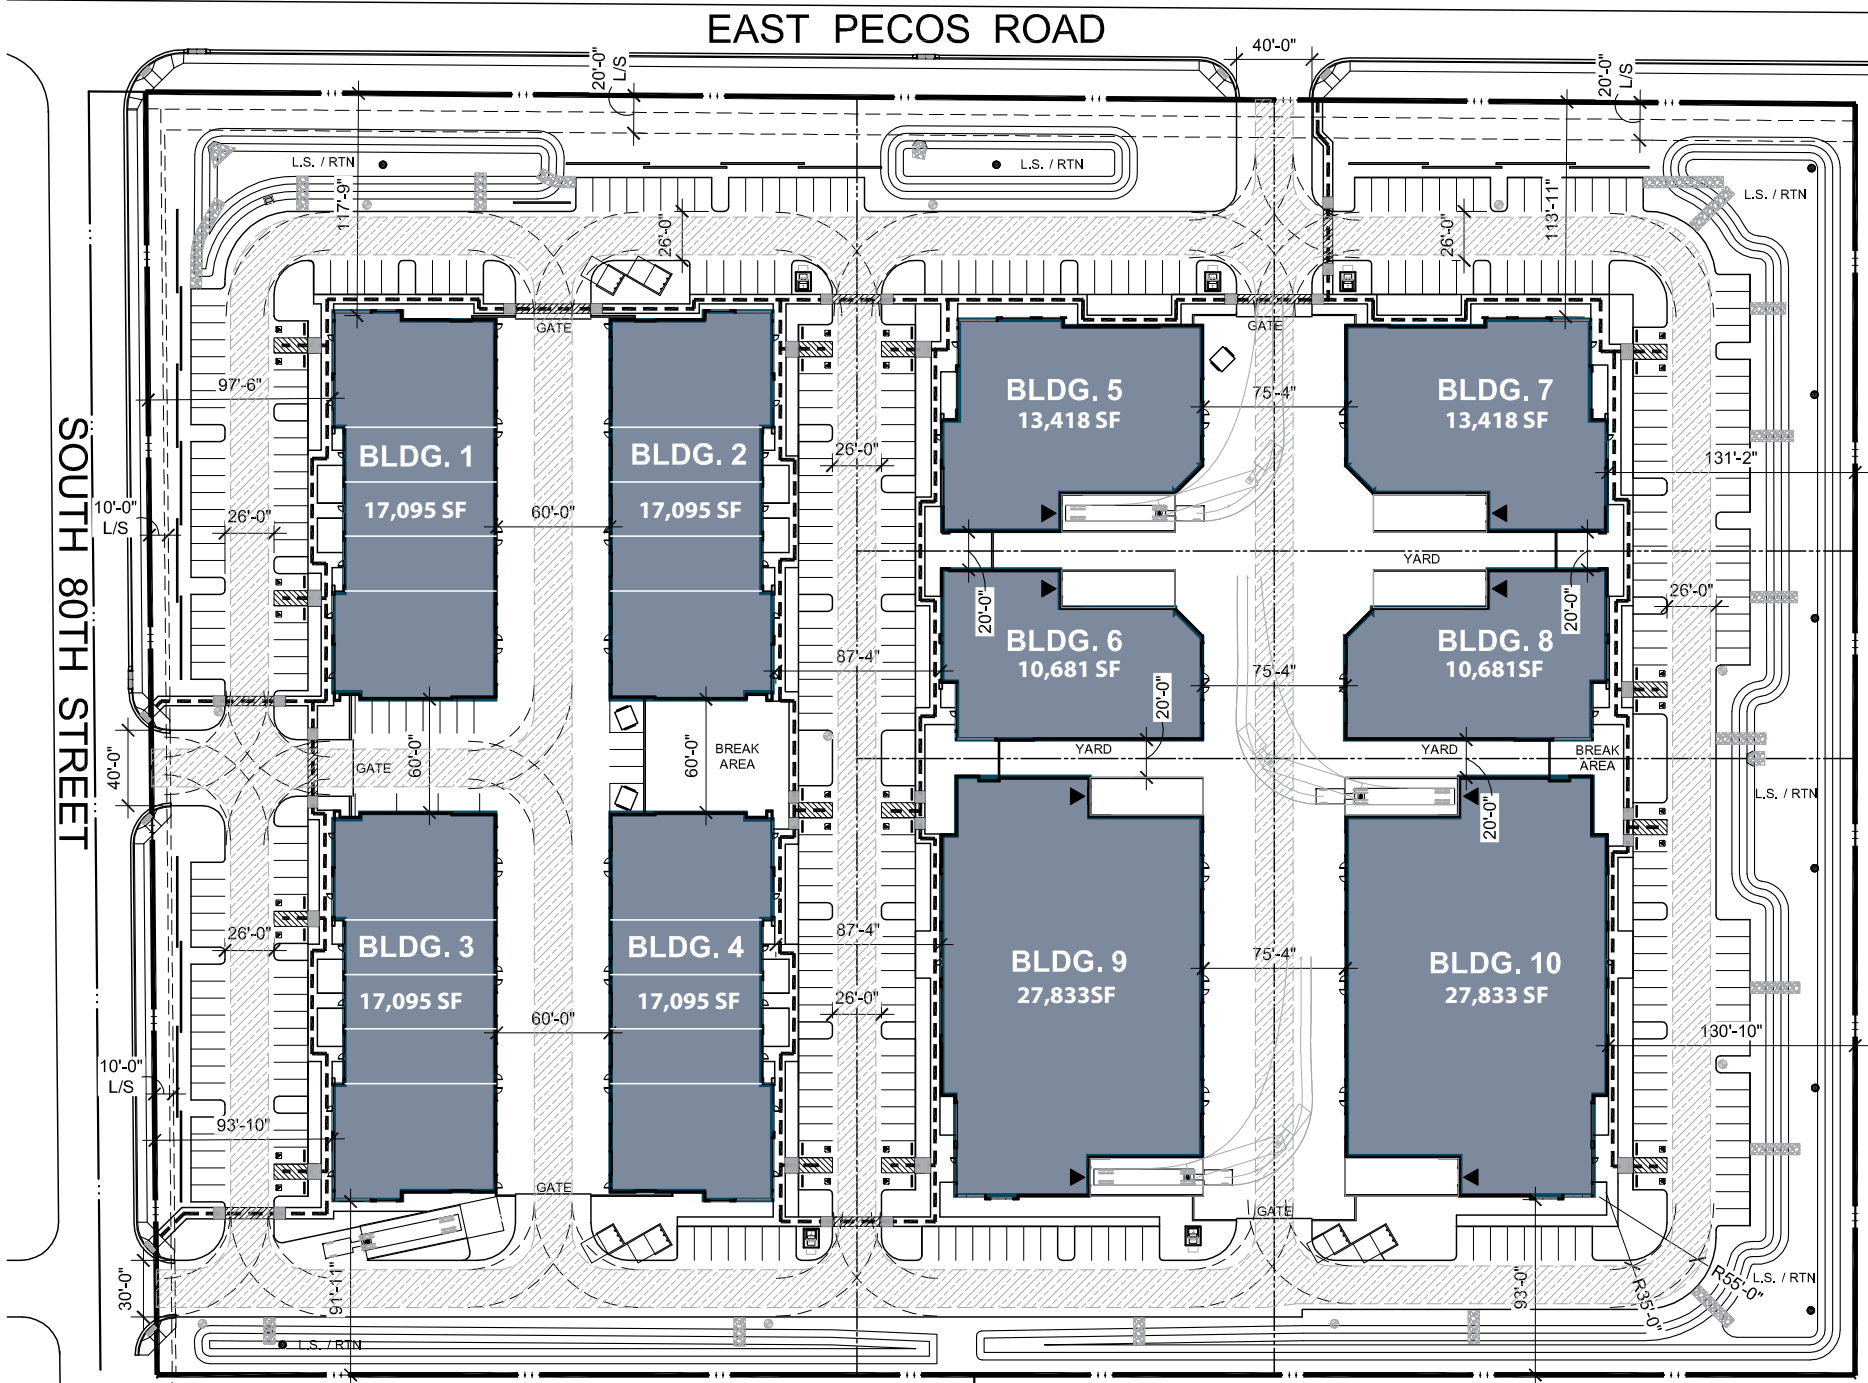 EAST PECOS ROAD
40'-0"
20'-0"
L/S
20'-0"
L/S
L.S. / RTN
L.S. / RTN
L.S. / RTN
117'-9"
26'-0"
113'-11"
26'-0"
GATE
GATE
97'-6"
75'-4"
BLDG. 5
13,418 SF
BLDG. 7
13,418 SF
BLDG. 1
17,095 SF
BLDG. 2
17,095 SF
26'-0"
131'-2"
SOUTH 80TH STREET
10'-0"
L/S
26'-0"
60'-0"
YARD
20'-0"
20'-0"
26'-0"
BLDG. 6
10,681 SF
BLDG. 8
10,681SF
87'-4"
75'-4"
20'-0"
40'-0"
GATE
60'-0"
60'-0"
BREAK
AREA
YARD
YARD
BREAK
AREA
20'-0"
L.S. / RTN
BLDG. 3
17,095 SF
BLDG. 4
17,095 SF
26'-0"
87'-4"
75'-4"
BLDG. 9
27,833SF
BLDG. 10
27,833 SF
26'-0"
60'-0"
130'-10"
10'-0"
L/S
93'-10"
GATE
GATE
30'-0"
91'-11"
93'-0"
R35'-0"
R55'-0"
L.S. / RTN
L.S. / RTN